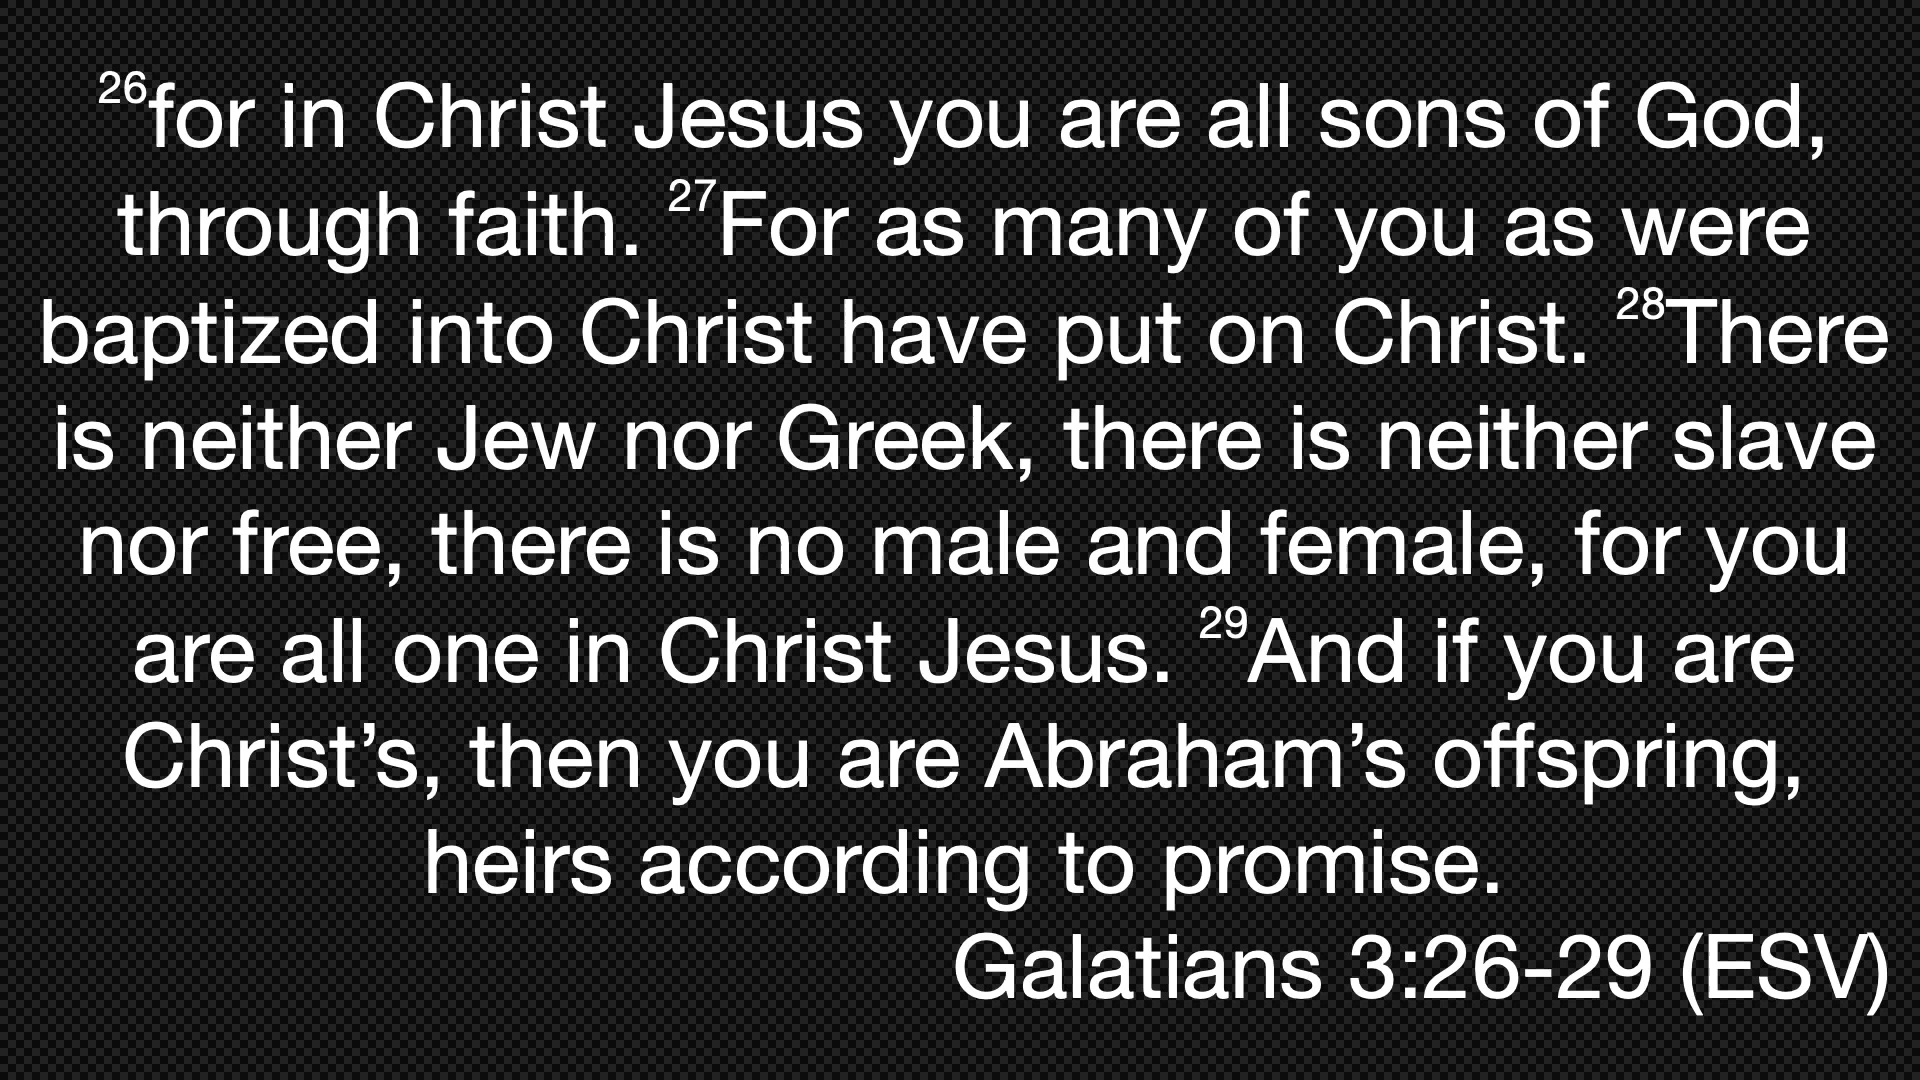 26for in Christ Jesus you are all sons of God,
through faith. 27For as many of you as were
baptized into Christ have put on Christ. 28There
is neither Jew nor Greek, there is neither slave
nor free, there is no male and female, for you
are all one in Christ Jesus. 29And if you are
Christ’s, then you are Abraham’s offspring,
heirs according to promise.
Galatians 3:26-29 (ESV)